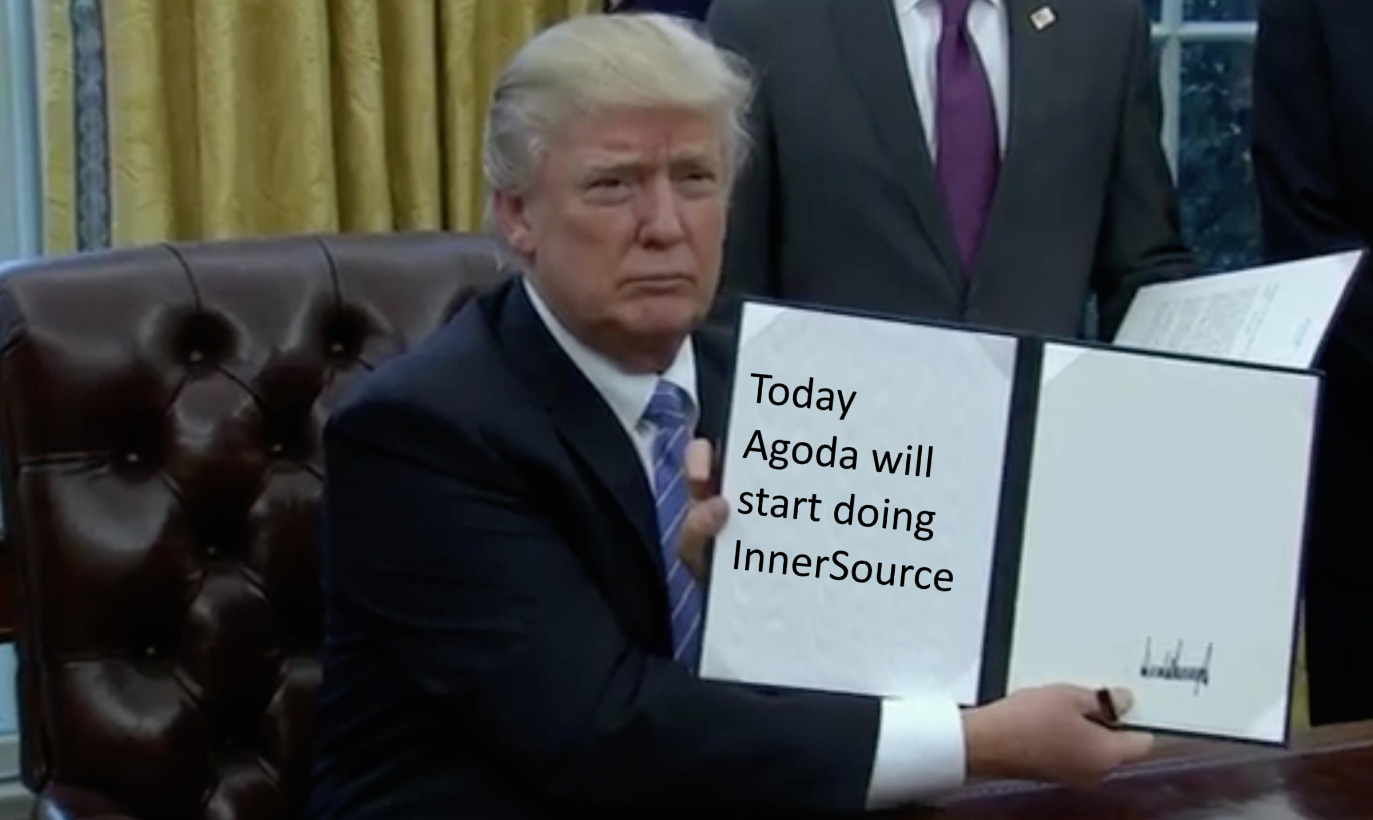 Today
Agoda will
start doing
InnerSource